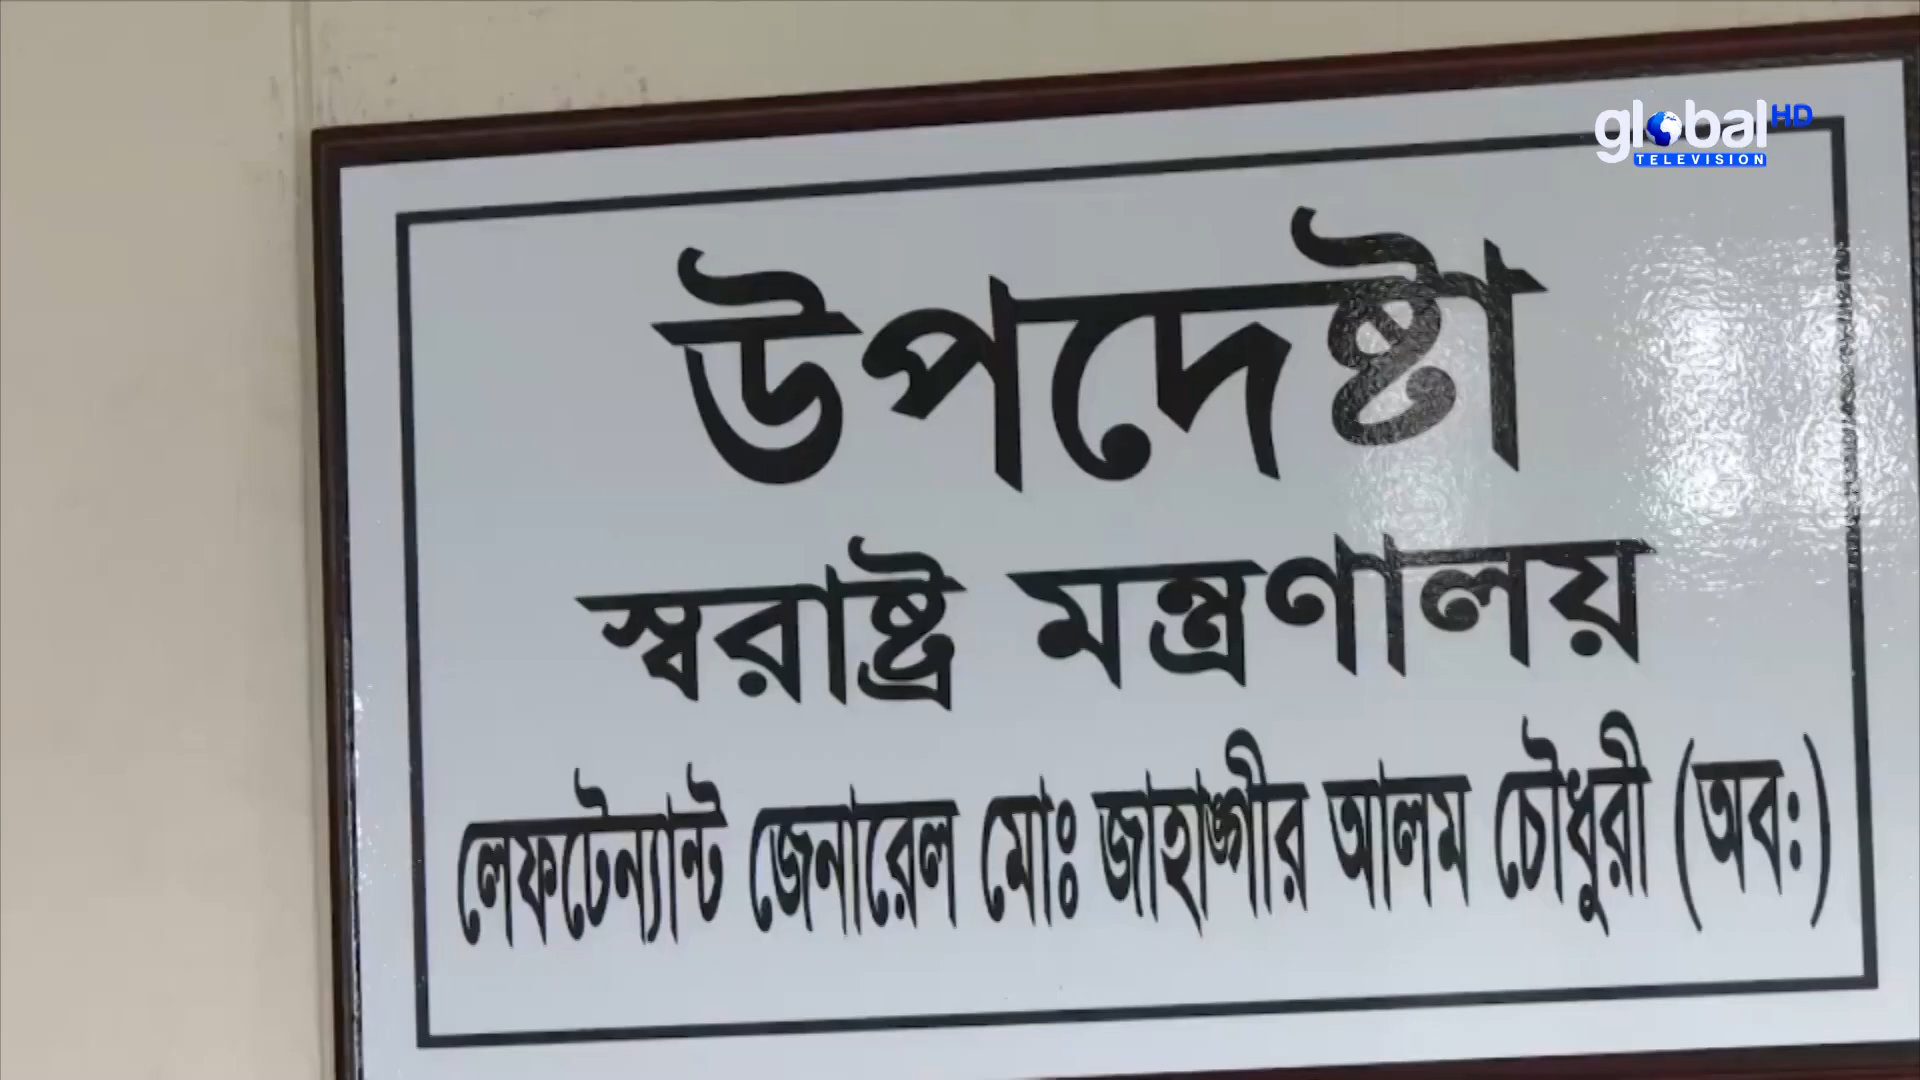 global HD
TELEVISION
উপদেষ্টা
স্বরাষ্ট্র মন্ত্রণালয়
লেফটেন্যান্ট জেনারেল মোঃ জাহাঙ্গীর আলম চৌধুরী (অব:)